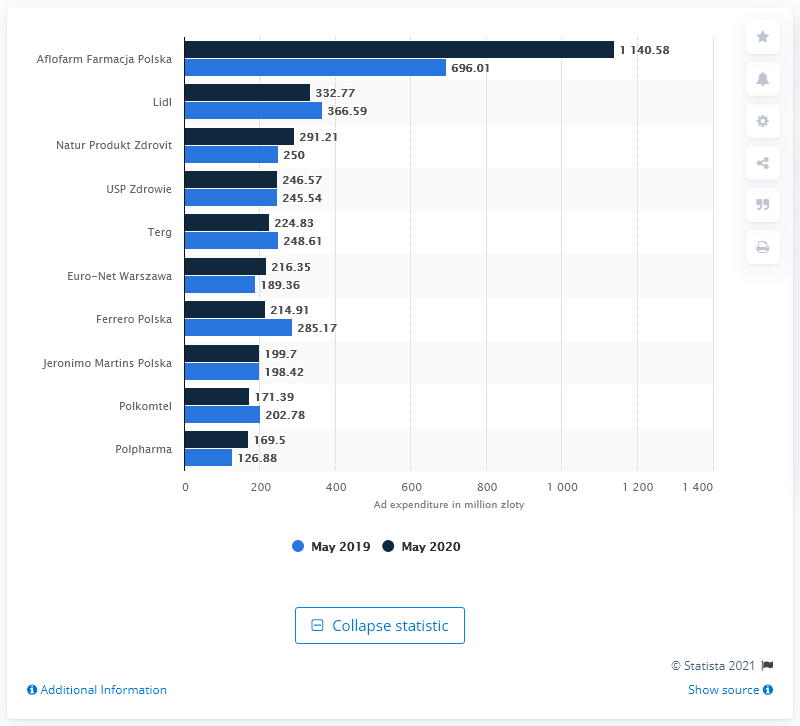 Aflofarm Farmacja Polska
1 140.58
696.01
Lidl
332.77
366.59
Natur Produkt Zdrovit
291.21
250
USP Zdrowie
246.57
245.54
Terg
224.83
248.61
Euro-Net Warszawa
216.35
189.36
Ferrero Polska
214.91
285.17
Jeronimo Martins Polska
199.7
198.42
Polkomtel
171.39
202.78
Polpharma
169.5
126.88
0 200 400 600 800 1 000 1 200 1 400
Ad expenditure in million zloty
May 2019 May 2020
Collapse statistic
© Statista 2021
Additional Information Show source